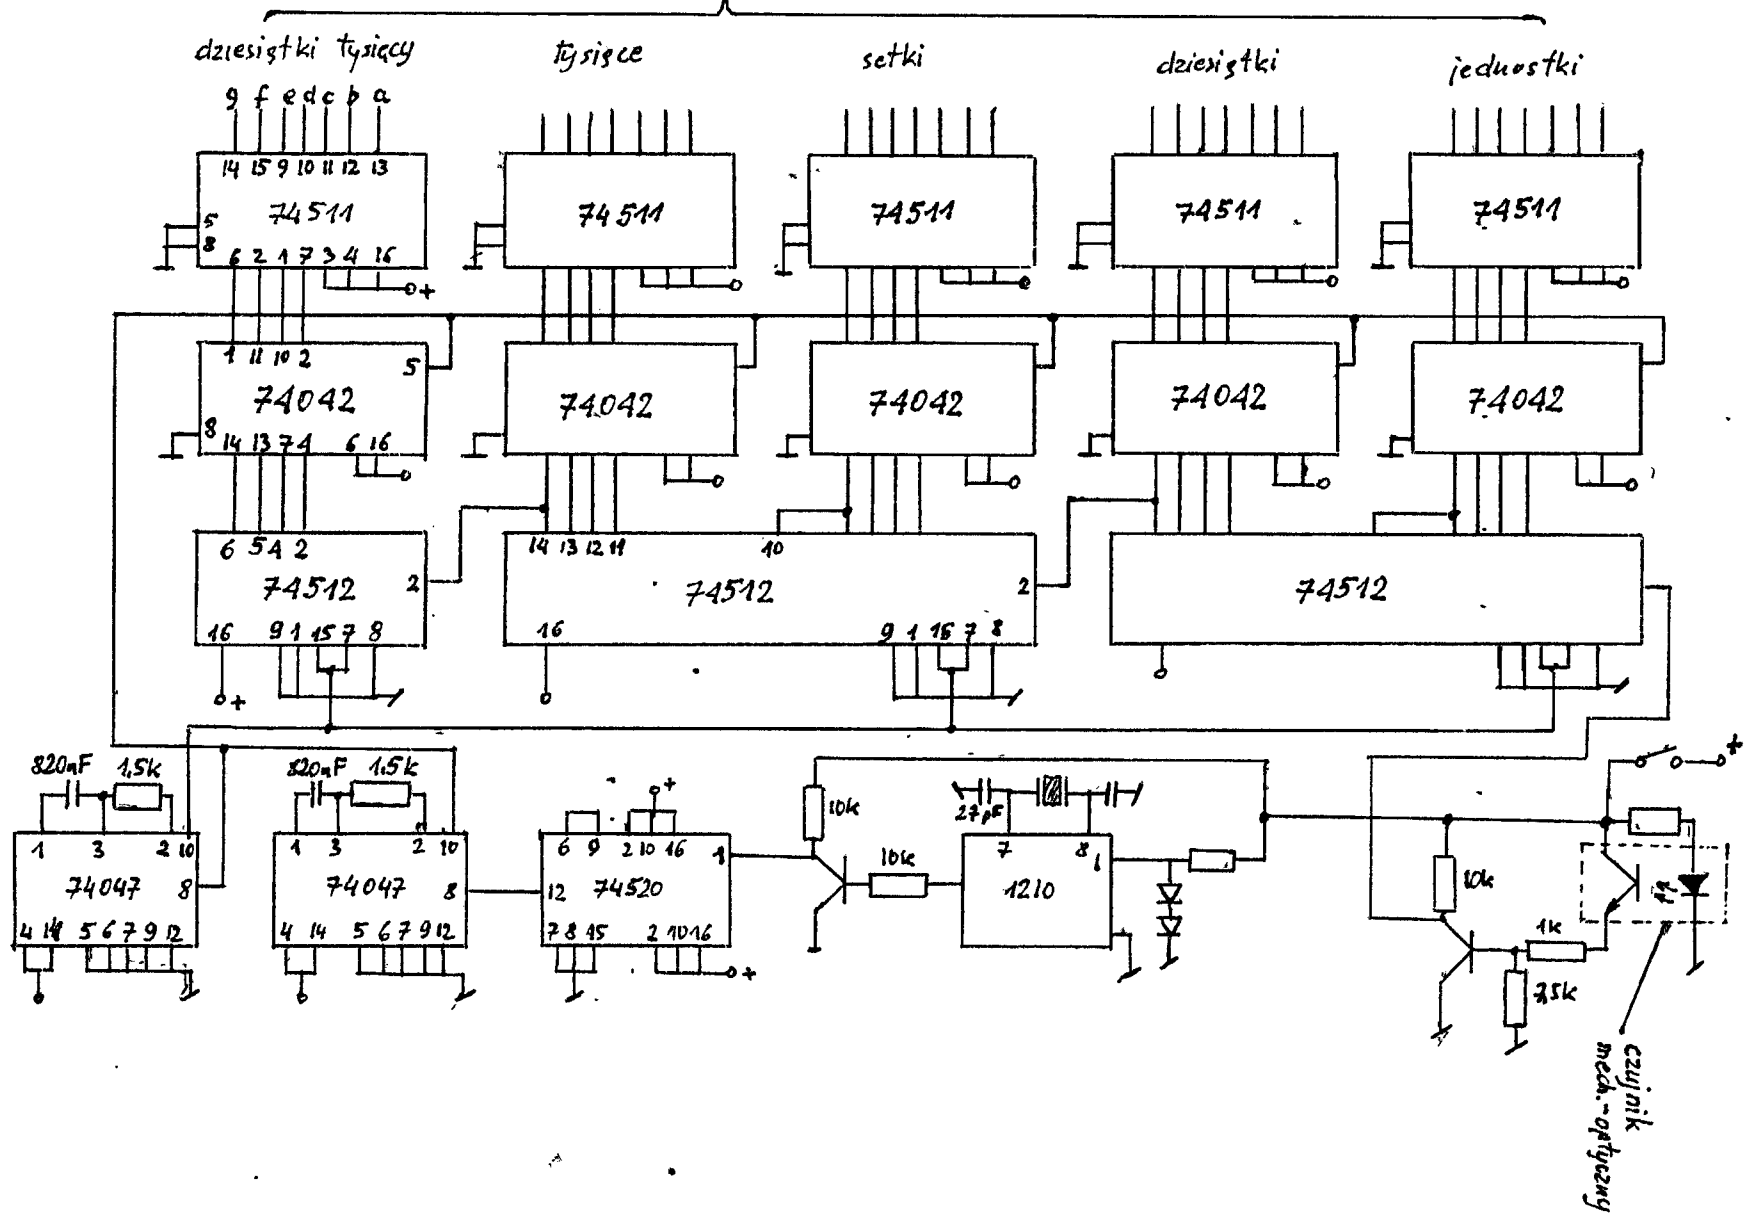 dziesiątki tysięcy tysiące setki dziesiątki jednostki
g f e d c b a
14 15 9 10 11 12 13
74511 74511 74511 74511 74511
5
8
6 2 1 7 3 4 16
+
1 11 10 2
5
74042 74042 74042 74042 74042
8
14 13 7 4 6 16
6 5 4 2
14 13 12 11 10
74512 2 74512 2 74512
16 9 1 15 7 8
16 9 1 15 7 8
+
820nF 1,5k 820nF 1,5k
+
10k
27pF
+
1 3 2 10
1 3 2 10
6 9 2 10 16
7 8
74047 8 74047 8 12 74520 1
10k
1210 1
10k
4 14 5 6 7 9 12
4 14 5 6 7 9 12
7 8 15 2 10 16
+
1k
7,5k
czujnik
mech.-optyczny